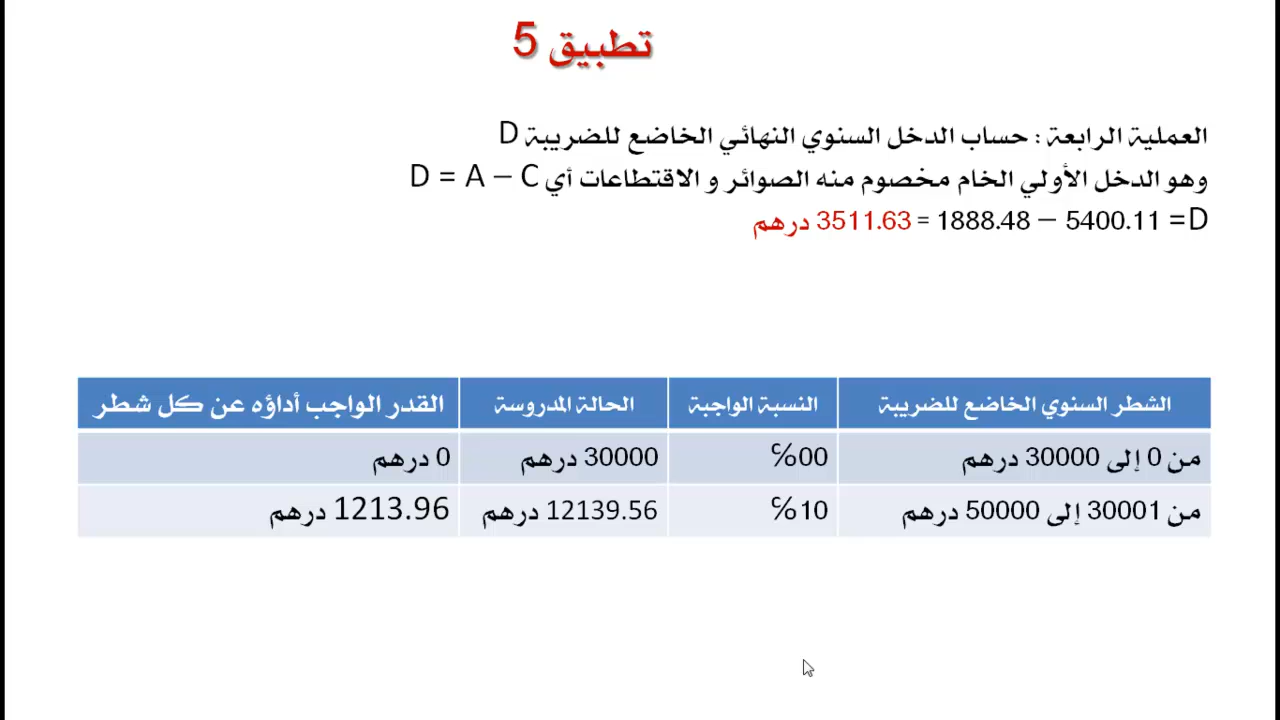 تطبيق 5
العملية الرابعة : حساب الدخل السنوي النهائي الخاضع للضريبة D
وهو الدخل الأولي الخام مخصوم منه الصوائر و الاقتطاعات أي D = A – C
D= 5400.11 – 1888.48 = 3511.63 درهم
الشطر السنوي الخاضع للضريبة النسبة الواجبة الحالة المدروسة القدر الواجب أداؤه عن كل شطر
من 0 إلى 30000 درهم 00% 30000 درهم 0 درهم
من 30001 إلى 50000 درهم 10% 12139.56 درهم 1213.96 درهم